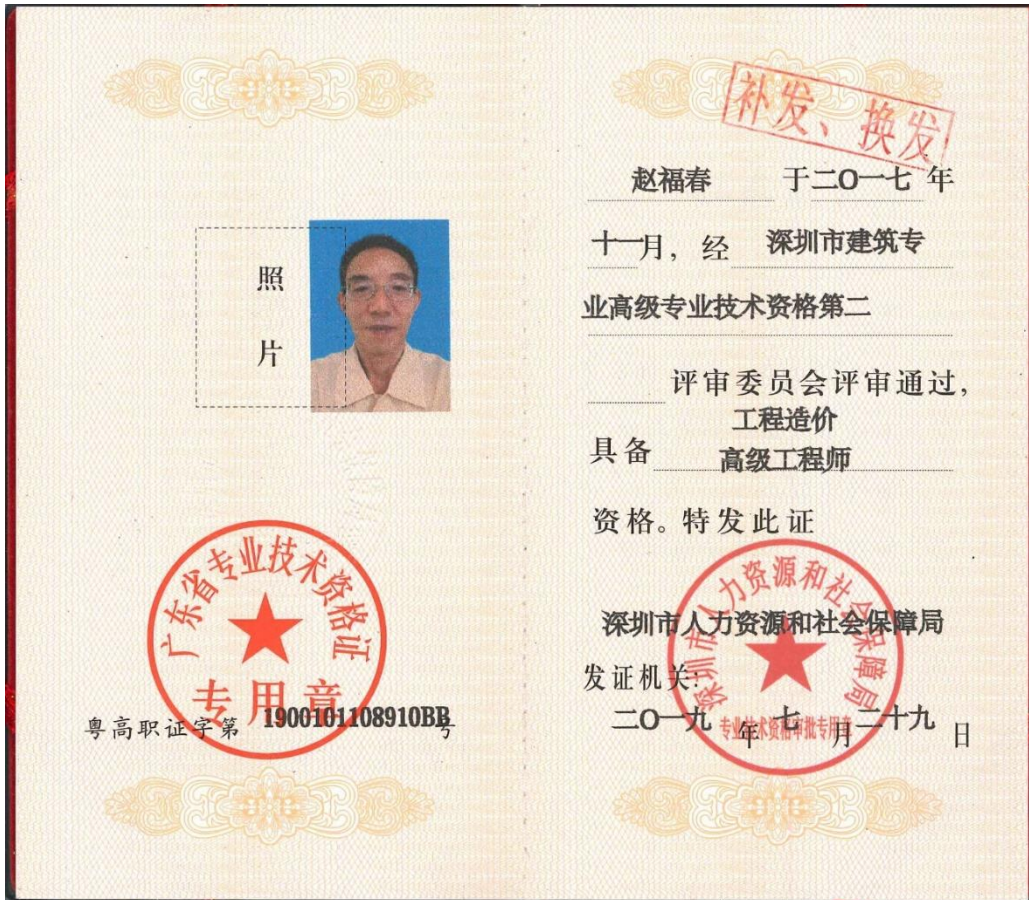 照
片
广东省专业技术资格证
专用章
粤高职证字第 1900101108910BB 号
补发、换发
赵福春 于二O一七 年
十一月，经 深圳市建筑专
业高级专业技术资格第二
评审委员会评审通过，
工程造价
具备 高级工程师
资格。特发此证
深圳市人力资源和社会保障局
深圳市人力资源和社会保障局
发证机关：
二O一九 年 七 月 二十九 日
专业技术资格审批专用章